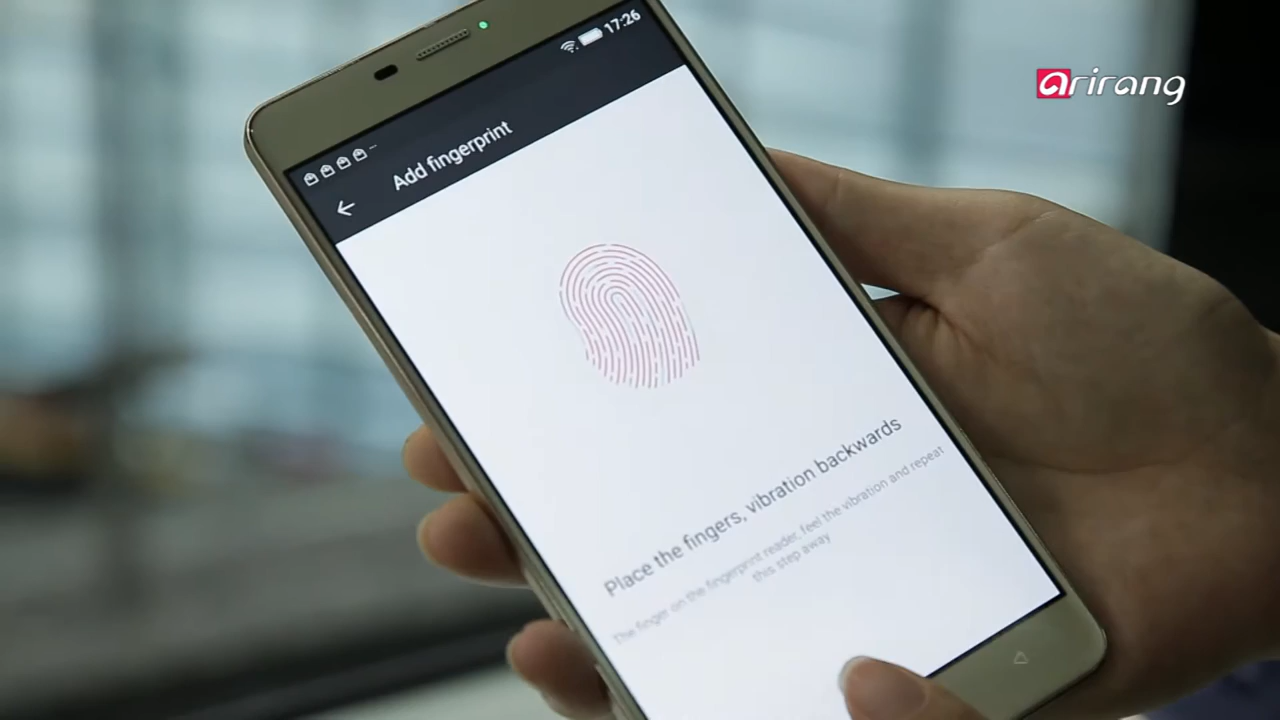 arirang
17:26
Add fingerprint
Place the fingers, vibration backwards
The finger on the fingerprint reader, feel the vibration and repeat
this step away